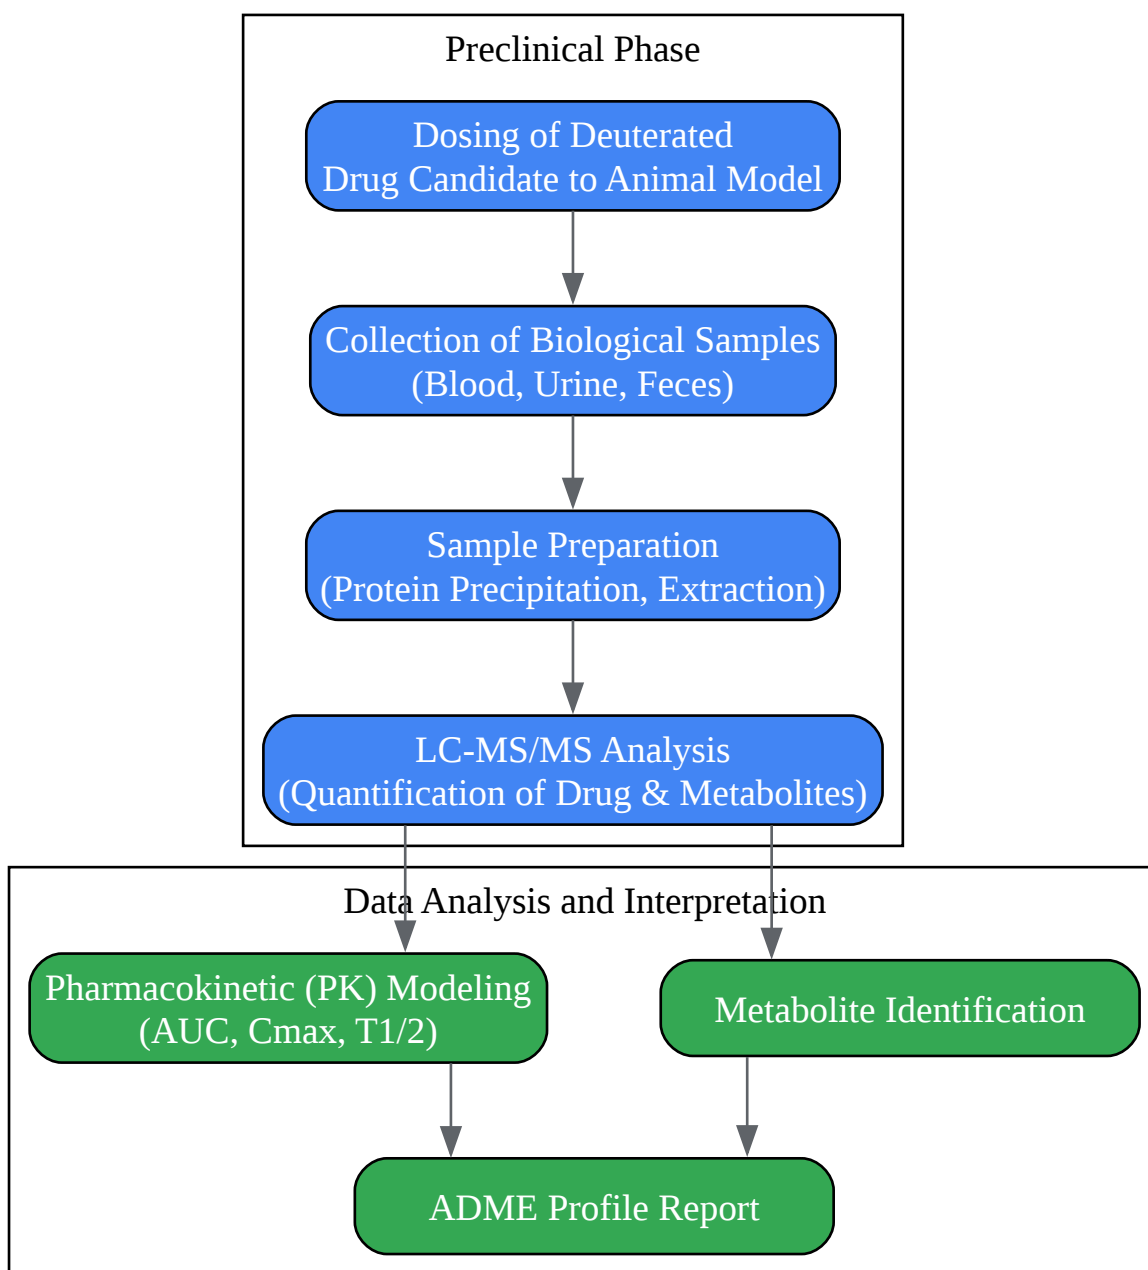 Preclinical Phase
Dosing of Deuterated
Drug Candidate to Animal Model
Collection of Biological Samples
(Blood, Urine, Feces)
Sample Preparation
(Protein Precipitation, Extraction)
LC-MS/MS Analysis
(Quantification of Drug & Metabolites)
Data Analysis and Interpretation
Pharmacokinetic (PK) Modeling
(AUC, Cmax, T1/2)
Metabolite Identification
ADME Profile Report